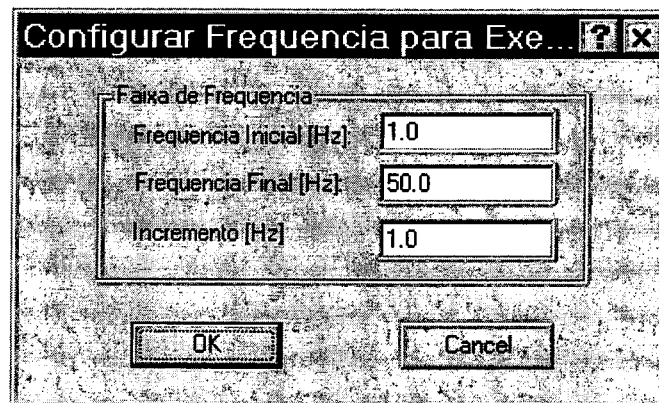 Configurar Frequencia para Exe...
Faixa de Frequencia
Frequencia Inicial [Hz]: 1.0
Frequencia Final [Hz]: 50.0
Incremento [Hz] 1.0
OK Cancel